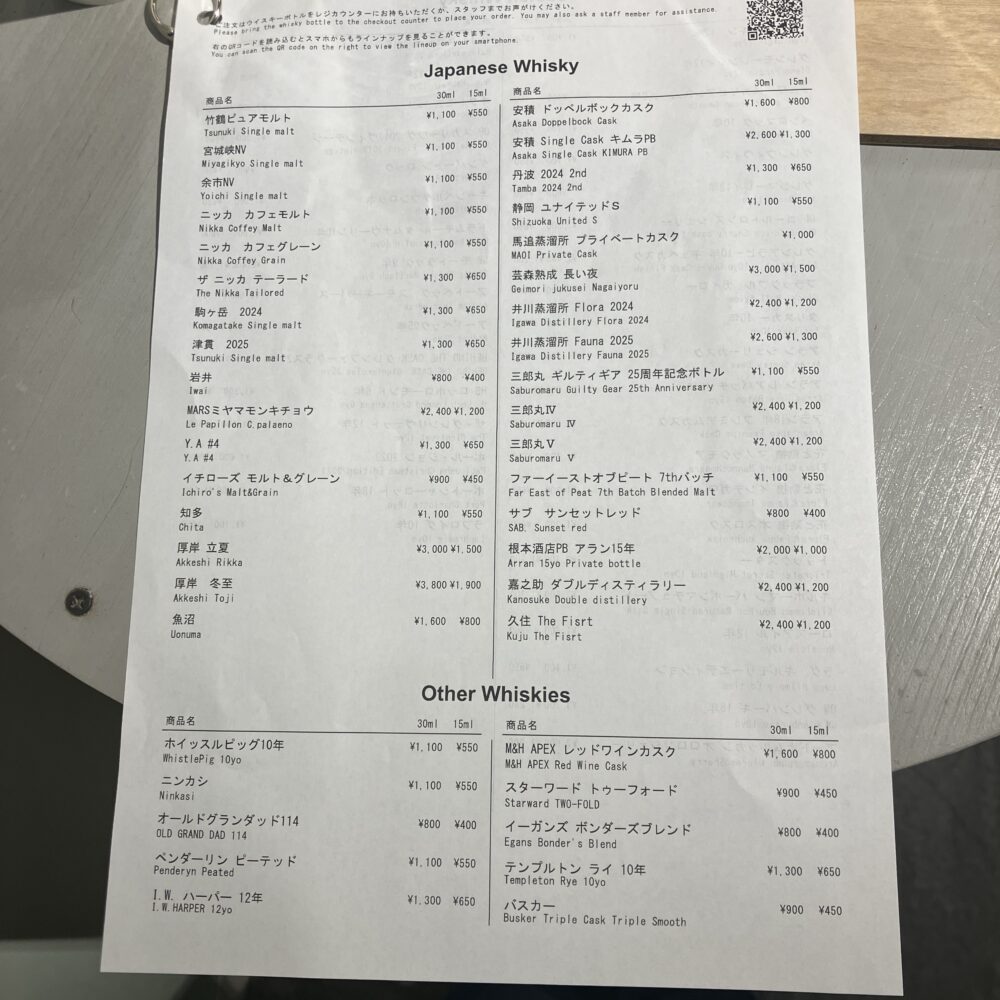 ご注文はウイスキーボトルをレジカウンターにお持ちいただくか、スタッフまでお声がけください。
Please bring the whisky bottle to the checkout counter to place your order. You may also ask a staff member for assistance.
右のQRコードを読み込むとスマホからもラインナップを見ることができます。
You can scan the QR code on the right to view the lineup on your smartphone.
Japanese Whisky
商品名 30ml 15ml
竹鶴ピュアモルト ¥1,100 ¥550
Tsunuki Single malt
宮城峡NV ¥1,100 ¥550
Miyagikyo Single malt
余市NV ¥1,100 ¥550
Yoichi Single malt
ニッカ カフェモルト ¥1,100 ¥550
Nikka Coffey Malt
ニッカ カフェグレーン ¥1,100 ¥550
Nikka Coffey Grain
ザ ニッカ テーラード ¥1,300 ¥650
The Nikka Tailored
駒ヶ岳 2024 ¥1,300 ¥650
Komagatake Single malt
津貫 2025 ¥1,300 ¥650
Tsunuki Single malt
岩井 ¥800 ¥400
Iwai
MARSミヤマモンキチョウ ¥2,400 ¥1,200
Le Papillon C.palaeno
Y.A #4 ¥1,300 ¥650
Y.A #4
イチローズ モルト&グレーン ¥900 ¥450
Ichiro's Malt&Grain
知多 ¥1,100 ¥550
Chita
厚岸 立夏 ¥3,000 ¥1,500
Akkeshi Rikka
厚岸 冬至 ¥3,800 ¥1,900
Akkeshi Toji
魚沼 ¥1,600 ¥800
Uonuma
商品名 30ml 15ml
安積 ドッペルボックカスク ¥1,600 ¥800
Asaka Doppelbock Cask
安積 Single Cask キムラPB ¥2,600 ¥1,300
Asaka Single Cask KIMURA PB
丹波 2024 2nd ¥1,300 ¥650
Tamba 2024 2nd
静岡 ユナイテッドS ¥1,100 ¥550
Shizuoka United S
馬追蒸溜所 プライベートカスク ¥1,000
MAOI Private Cask
芸森熟成 長い夜 ¥3,000 ¥1,500
Geimori jukusei Nagaiyoru
井川蒸溜所 Flora 2024 ¥2,400 ¥1,200
Igawa Distillery Flora 2024
井川蒸溜所 Fauna 2025 ¥2,600 ¥1,300
Igawa Distillery Fauna 2025
三郎丸 ギルティギア 25周年記念ボトル ¥1,100 ¥550
Saburomaru Guilty Gear 25th Anniversary
三郎丸Ⅳ ¥2,400 ¥1,200
Saburomaru Ⅳ
三郎丸Ⅴ ¥2,400 ¥1,200
Saburomaru Ⅴ
ファーイーストオブピート 7thバッチ ¥1,100 ¥550
Far East of Peat 7th Batch Blended Malt
サブ サンセットレッド ¥800 ¥400
SAB. Sunset red
根本酒店PB アラン15年 ¥2,000 ¥1,000
Arran 15yo Private bottle
嘉之助 ダブルディスティラリー ¥2,400 ¥1,200
Kanosuke Double distillery
久住 The Fisrt ¥2,400 ¥1,200
Kuju The Fisrt
Other Whiskies
商品名 30ml 15ml
ホイッスルピッグ10年 ¥1,100 ¥550
WhistlePig 10yo
ニンカシ ¥1,100 ¥550
Ninkasi
オールドグランダッド114 ¥800 ¥400
OLD GRAND DAD 114
ペンダーリン ピーテッド ¥1,100 ¥550
Penderyn Peated
I.W. ハーパー 12年 ¥1,300 ¥650
I.W.HARPER 12yo
商品名 30ml 15ml
M&H APEX レッドワインカスク ¥1,600 ¥800
M&H APEX Red Wine Cask
スターワード トゥーフォード ¥900 ¥450
Starward TWO-FOLD
イーガンズ ボンダーズブレンド ¥800 ¥400
Egans Bonder's Blend
テンプルトン ライ 10年 ¥1,300 ¥650
Templeton Rye 10yo
バスカー ¥900 ¥450
Busker Triple Cask Triple Smooth